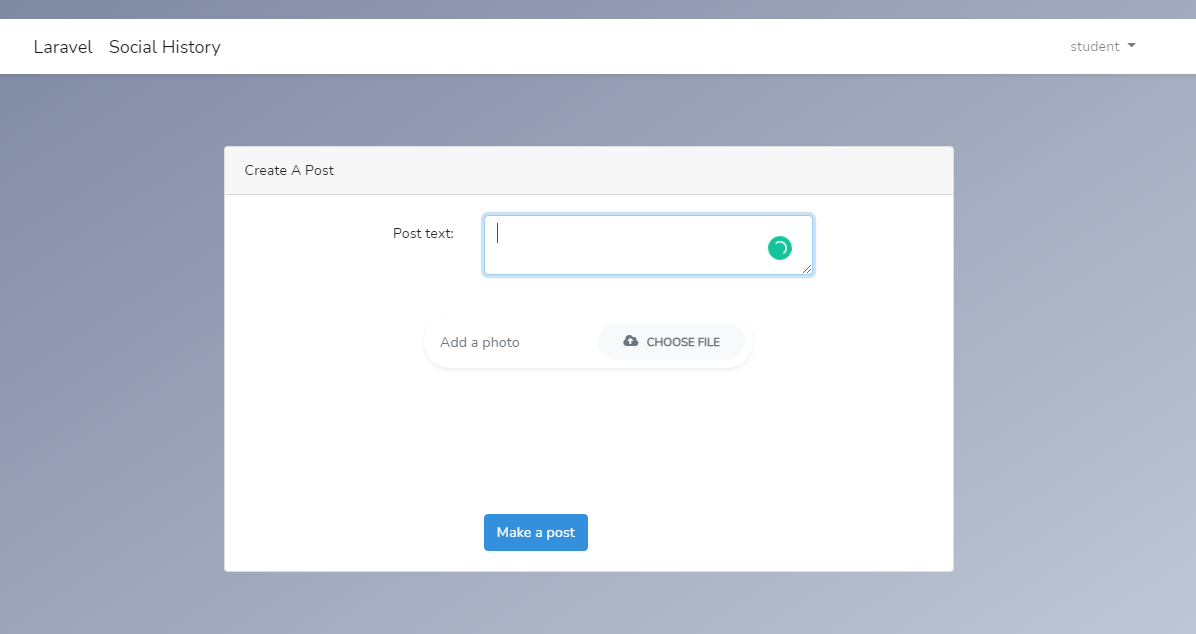 Laravel Social History student
Create A Post
Post text:
Add a photo CHOOSE FILE
Make a post